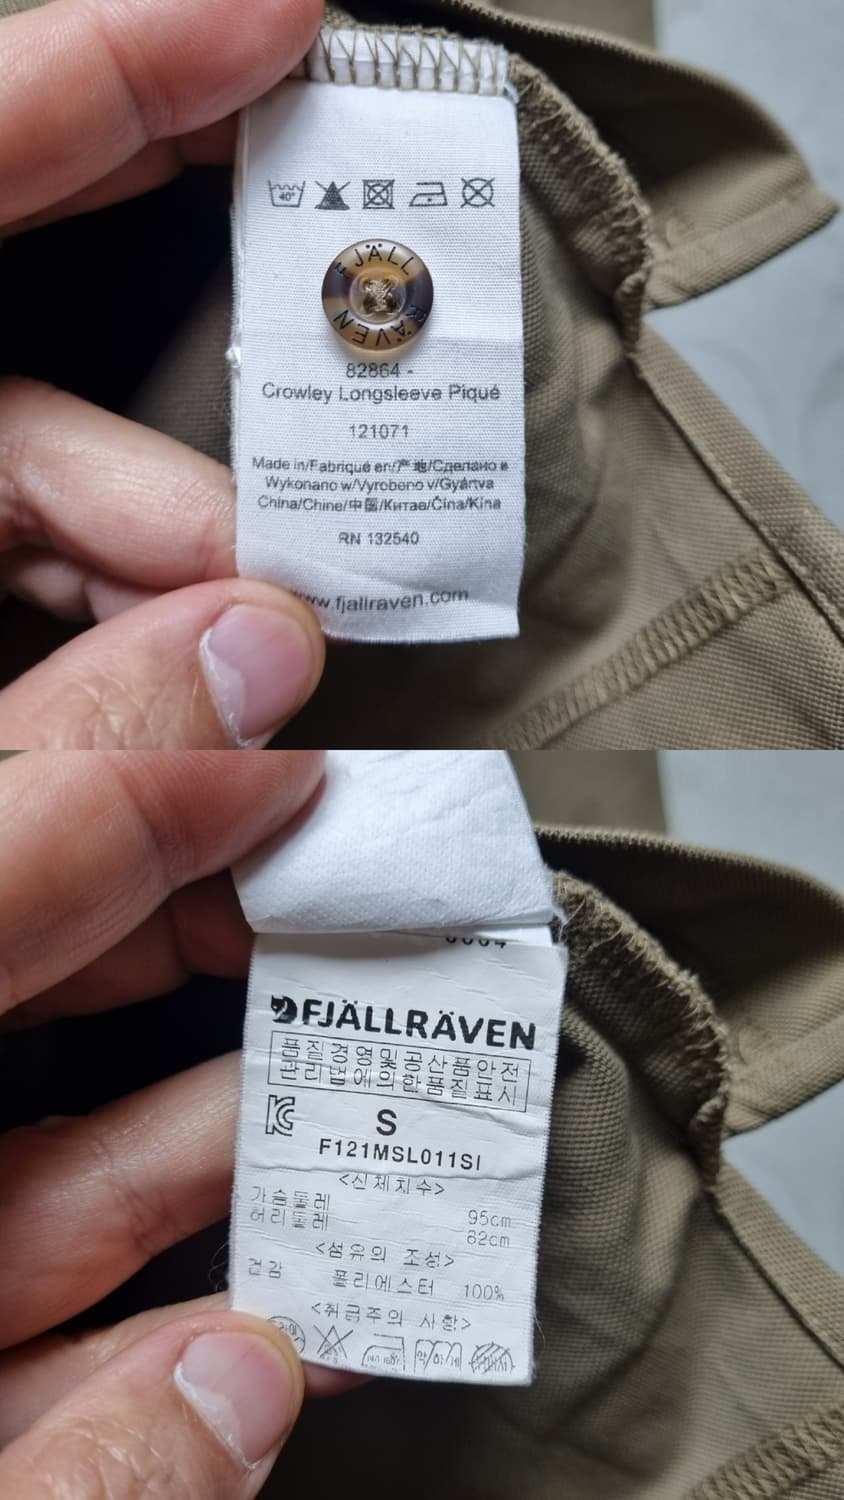 40°
FJÄLL
RÄVEN
82864 -
Crowley Longsleeve Piqué
121071
Made in/Fabriqué en/产 地/Сделано в
Wykonano w/Vyrobeno v/Gyártva
China/Chine/中国/Китае/Čína/Kína
RN 132540
www.fjallraven.com
FJÄLLRÄVEN
품질경영및공산품안전
관리법에의한품질표시
S
F121MSL011SI
<신체치수>
가슴둘레 95cm
허리둘레 82cm
<섬유의 조성>
겉감 폴리에스터 100%
<취급주의 사항>